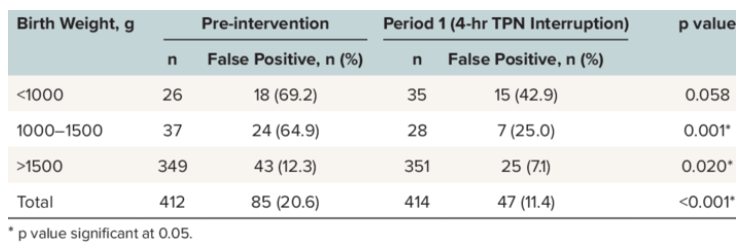 Birth Weight, g Pre-intervention Period 1 (4-hr TPN Interruption) p value
n False Positive, n (%) n False Positive, n (%)
<1000 26 18 (69.2) 35 15 (42.9) 0.058
1000–1500 37 24 (64.9) 28 7 (25.0) 0.001*
>1500 349 43 (12.3) 351 25 (7.1) 0.020*
Total 412 85 (20.6) 414 47 (11.4) <0.001*
* p value significant at 0.05.